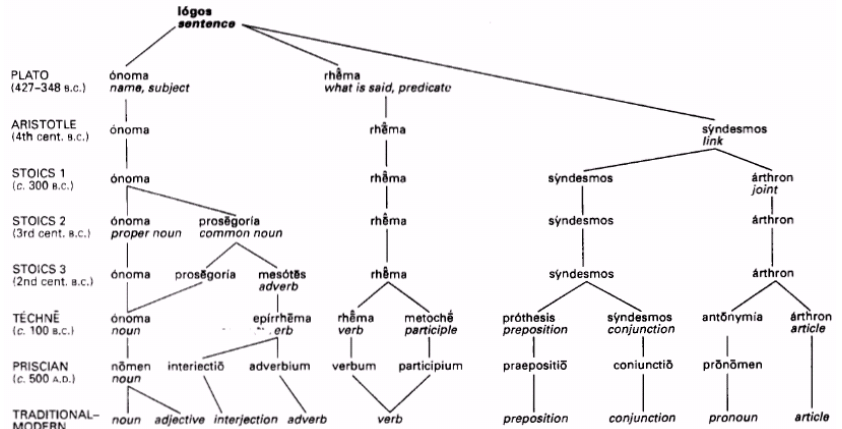 lógos
sentence
PLATO ónoma rhêma
(427–348 B.C.) name, subject what is said, predicate
ARISTOTLE ónoma rhêma sýndesmos
(4th cent. B.C.) link
STOICS 1 ónoma rhêma sýndesmos árthron
(c. 300 B.C.) joint
STOICS 2 ónoma prosēgoría rhêma sýndesmos árthron
(3rd cent. B.C.) proper noun common noun
STOICS 3 ónoma prosēgoría mesótēs rhêma sýndesmos árthron
(2nd cent. B.C.) adverb
TÉCHNĒ ónoma epírrhēma rhêma metochḗ próthesis sýndesmos antōnymía árthron
(c. 100 B.C.) noun verb participle preposition conjunction article
PRISCIAN nōmen interiectiō adverbium verbum participium praepositiō coniunctiō prōnōmen
(c. 500 A.D.) noun
TRADITIONAL– noun adjective interjection adverb verb preposition conjunction pronoun article
MODERN